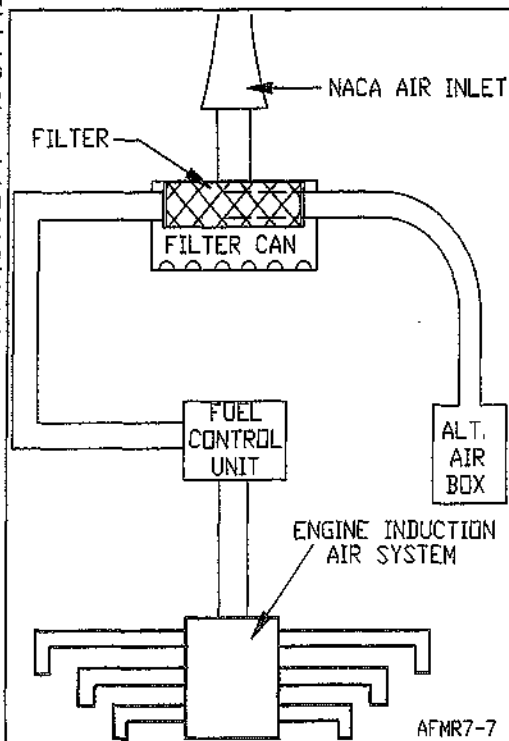 NACA AIR INLET
FILTER
FILTER CAN
FUEL
CONTROL
UNIT
ALT.
AIR
BOX
ENGINE INDUCTION
AIR SYSTEM
AFMR7-7